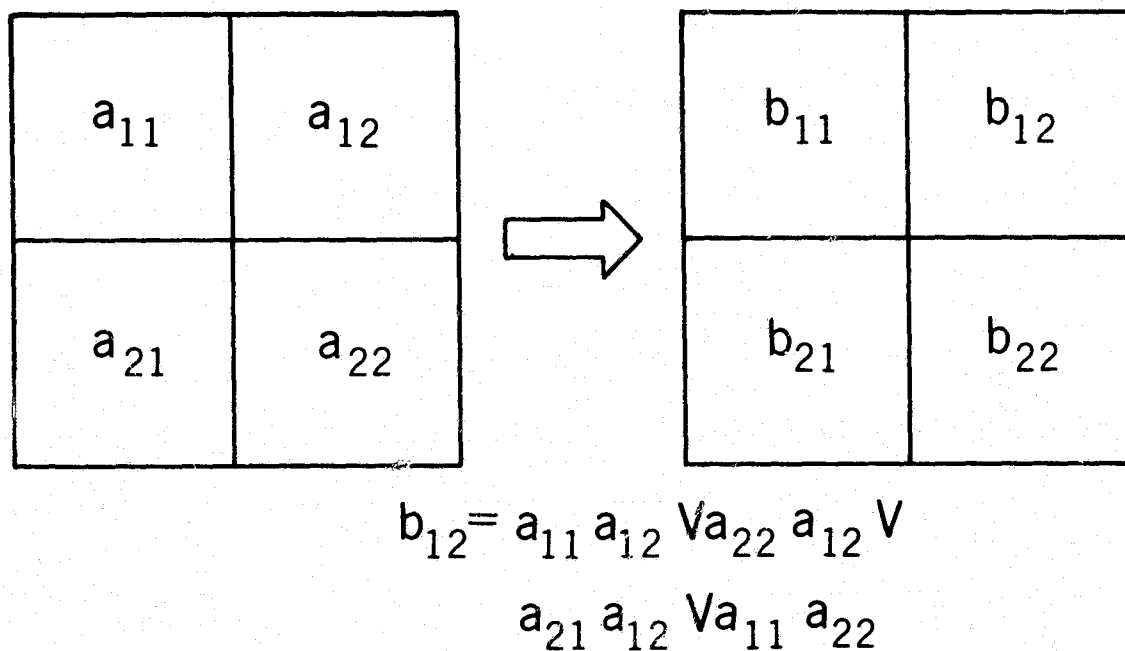 a₁₁ a₁₂ b₁₁ b₁₂
a₂₁ a₂₂ b₂₁ b₂₂
b₁₂= a₁₁ a₁₂ Va₂₂ a₁₂ V
a₂₁ a₁₂ Va₁₁ a₂₂